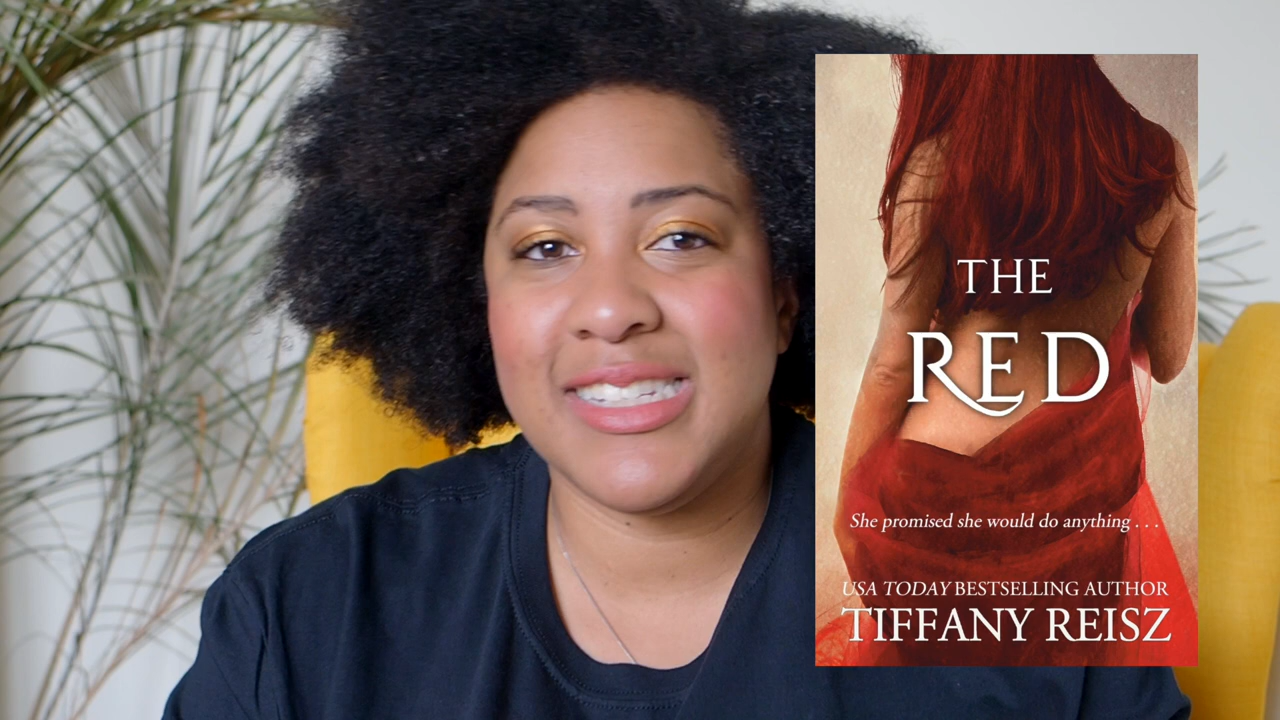 THE
RED
She promised she would do anything . . .
USA TODAY BESTSELLING AUTHOR
TIFFANY REISZ